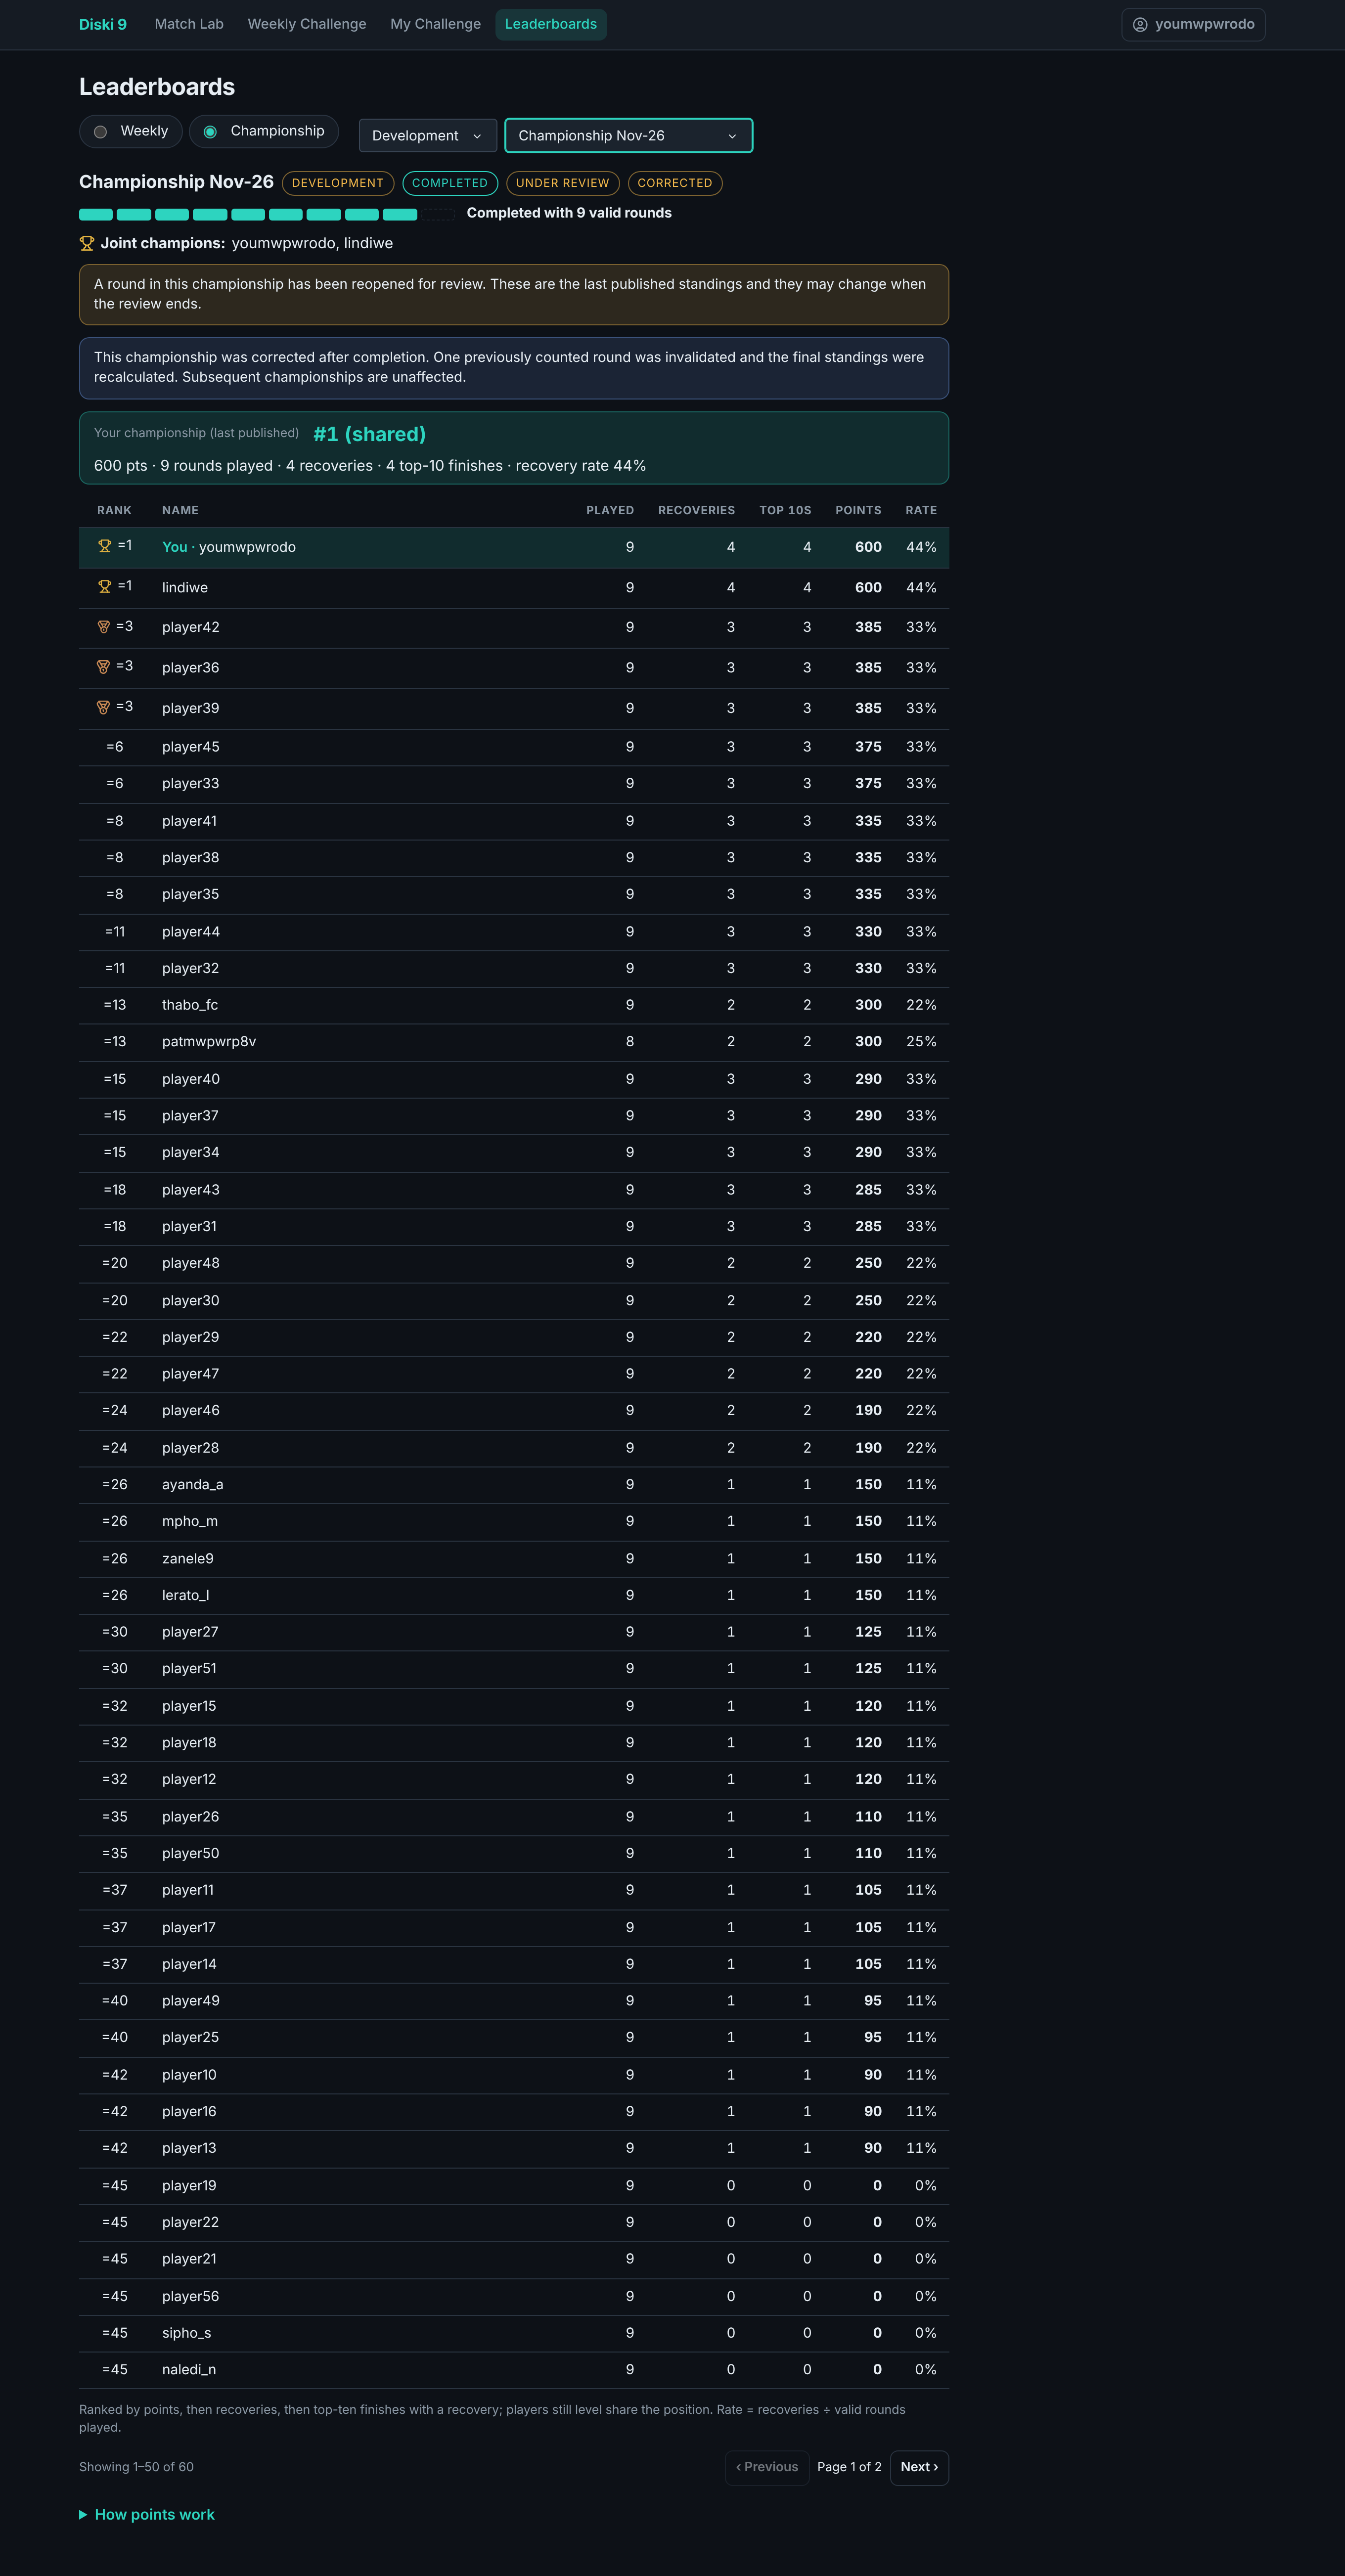 Diski 9 Match Lab Weekly Challenge My Challenge Leaderboards youmwpwrodo
Leaderboards
Weekly Championship Development Championship Nov-26
Championship Nov-26 DEVELOPMENT COMPLETED UNDER REVIEW CORRECTED
Completed with 9 valid rounds
Joint champions: youmwpwrodo, lindiwe
A round in this championship has been reopened for review. These are the last published standings and they may change when
the review ends.
This championship was corrected after completion. One previously counted round was invalidated and the final standings were
recalculated. Subsequent championships are unaffected.
Your championship (last published) #1 (shared)
600 pts · 9 rounds played · 4 recoveries · 4 top-10 finishes · recovery rate 44%
RANK NAME PLAYED RECOVERIES TOP 10S POINTS RATE
=1 You · youmwpwrodo 9 4 4 600 44%
=1 lindiwe 9 4 4 600 44%
=3 player42 9 3 3 385 33%
=3 player36 9 3 3 385 33%
=3 player39 9 3 3 385 33%
=6 player45 9 3 3 375 33%
=6 player33 9 3 3 375 33%
=8 player41 9 3 3 335 33%
=8 player38 9 3 3 335 33%
=8 player35 9 3 3 335 33%
=11 player44 9 3 3 330 33%
=11 player32 9 3 3 330 33%
=13 thabo_fc 9 2 2 300 22%
=13 patmwpwrp8v 8 2 2 300 25%
=15 player40 9 3 3 290 33%
=15 player37 9 3 3 290 33%
=15 player34 9 3 3 290 33%
=18 player43 9 3 3 285 33%
=18 player31 9 3 3 285 33%
=20 player48 9 2 2 250 22%
=20 player30 9 2 2 250 22%
=22 player29 9 2 2 220 22%
=22 player47 9 2 2 220 22%
=24 player46 9 2 2 190 22%
=24 player28 9 2 2 190 22%
=26 ayanda_a 9 1 1 150 11%
=26 mpho_m 9 1 1 150 11%
=26 zanele9 9 1 1 150 11%
=26 lerato_l 9 1 1 150 11%
=30 player27 9 1 1 125 11%
=30 player51 9 1 1 125 11%
=32 player15 9 1 1 120 11%
=32 player18 9 1 1 120 11%
=32 player12 9 1 1 120 11%
=35 player26 9 1 1 110 11%
=35 player50 9 1 1 110 11%
=37 player11 9 1 1 105 11%
=37 player17 9 1 1 105 11%
=37 player14 9 1 1 105 11%
=40 player49 9 1 1 95 11%
=40 player25 9 1 1 95 11%
=42 player10 9 1 1 90 11%
=42 player16 9 1 1 90 11%
=42 player13 9 1 1 90 11%
=45 player19 9 0 0 0 0%
=45 player22 9 0 0 0 0%
=45 player21 9 0 0 0 0%
=45 player56 9 0 0 0 0%
=45 sipho_s 9 0 0 0 0%
=45 naledi_n 9 0 0 0 0%
Ranked by points, then recoveries, then top-ten finishes with a recovery; players still level share the position. Rate = recoveries ÷ valid rounds
played.
Showing 1–50 of 60 ‹ Previous Page 1 of 2 Next ›
How points work